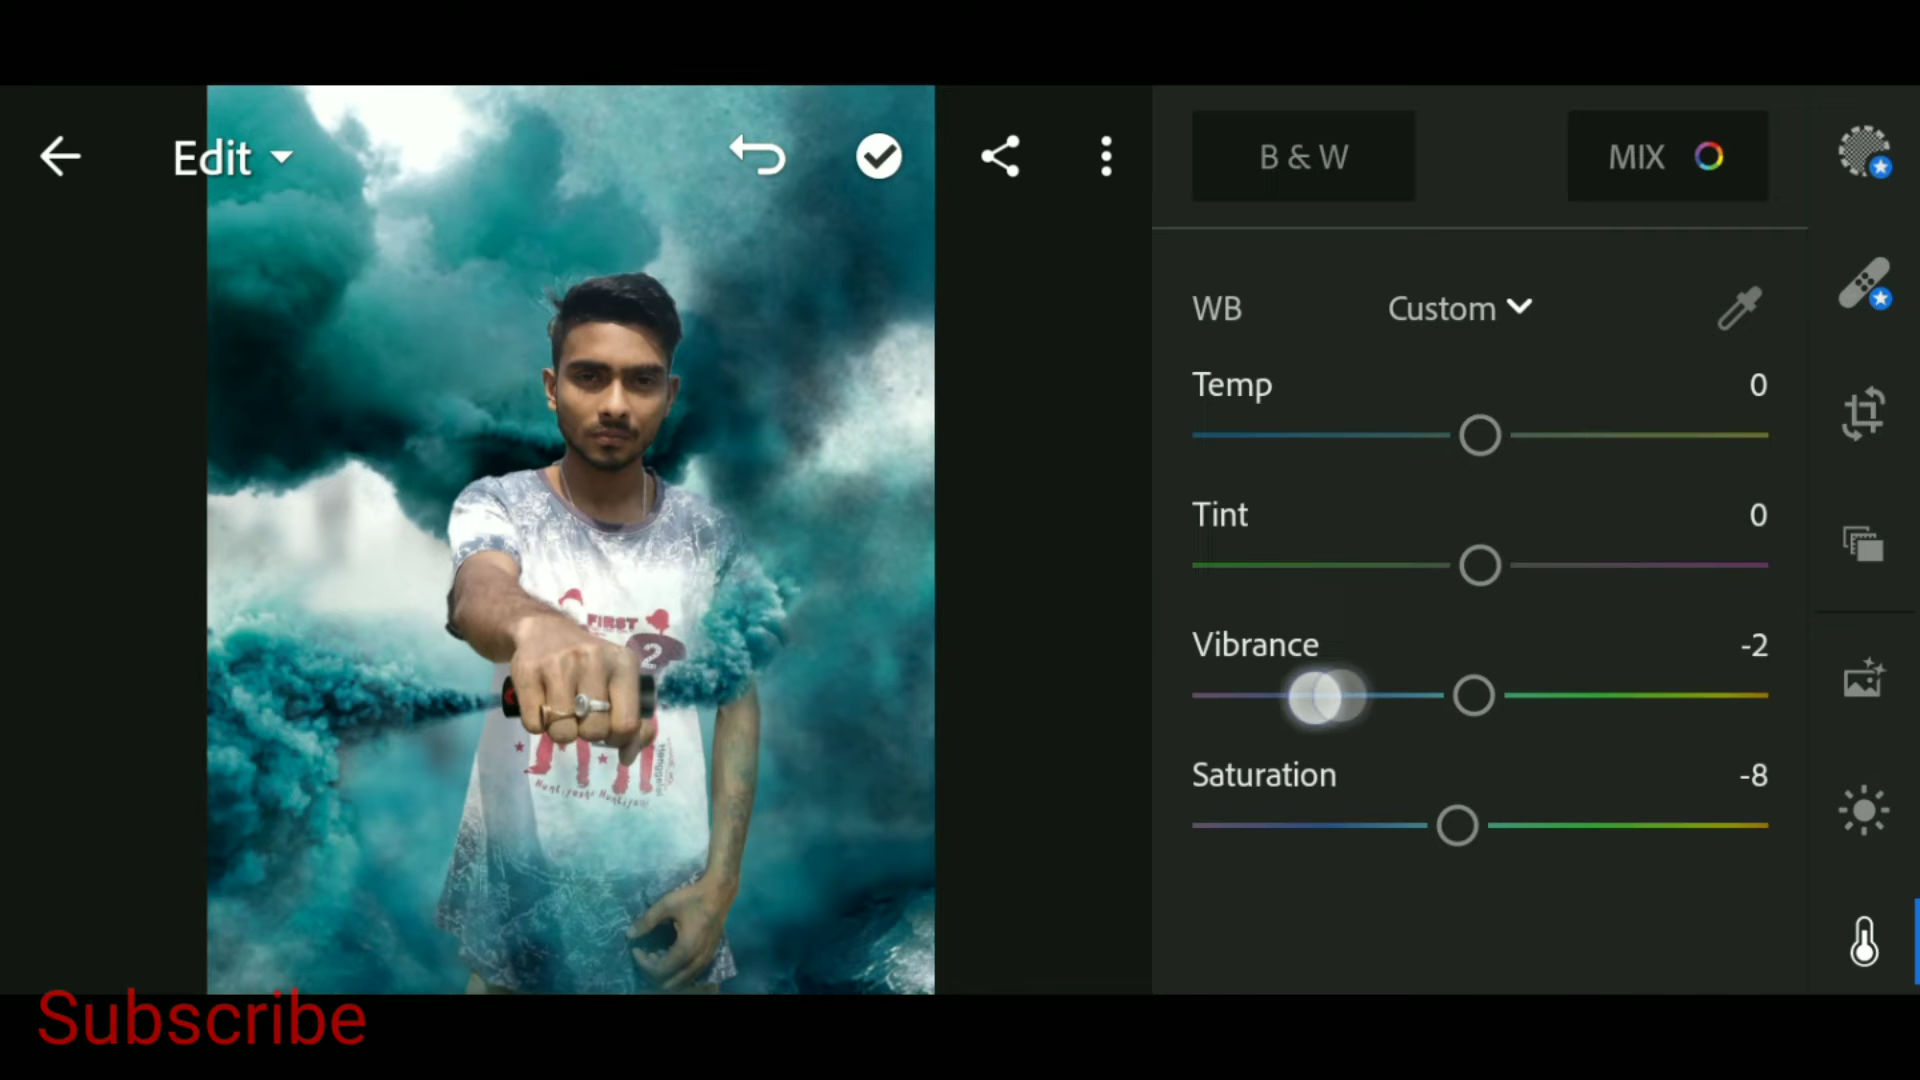 Edit
B & W
MIX
WB
Custom
Temp
0
Tint
0
Vibrance
-2
Saturation
-8
FIRST
2
Subscribe